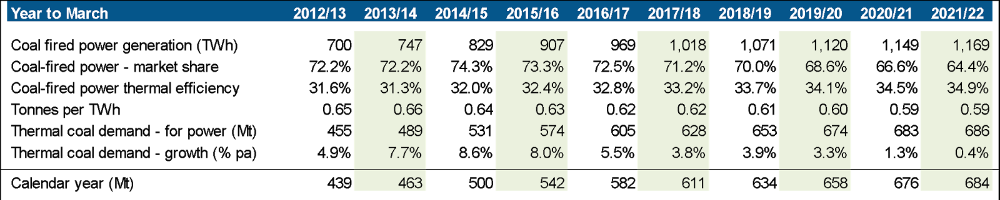 Year to March 2012/13 2013/14 2014/15 2015/16 2016/17 2017/18 2018/19 2019/20 2020/21 2021/22
Coal fired power generation (TWh) 700 747 829 907 969 1,018 1,071 1,120 1,149 1,169
Coal-fired power - market share 72.2% 72.2% 74.3% 73.3% 72.5% 71.2% 70.0% 68.6% 66.6% 64.4%
Coal-fired power thermal efficiency 31.6% 31.3% 32.0% 32.4% 32.8% 33.2% 33.7% 34.1% 34.5% 34.9%
Tonnes per TWh 0.65 0.66 0.64 0.63 0.62 0.62 0.61 0.60 0.59 0.59
Thermal coal demand - for power (Mt) 455 489 531 574 605 628 653 674 683 686
Thermal coal demand - growth (% pa) 4.9% 7.7% 8.6% 8.0% 5.5% 3.8% 3.9% 3.3% 1.3% 0.4%
Calendar year (Mt) 439 463 500 542 582 611 634 658 676 684